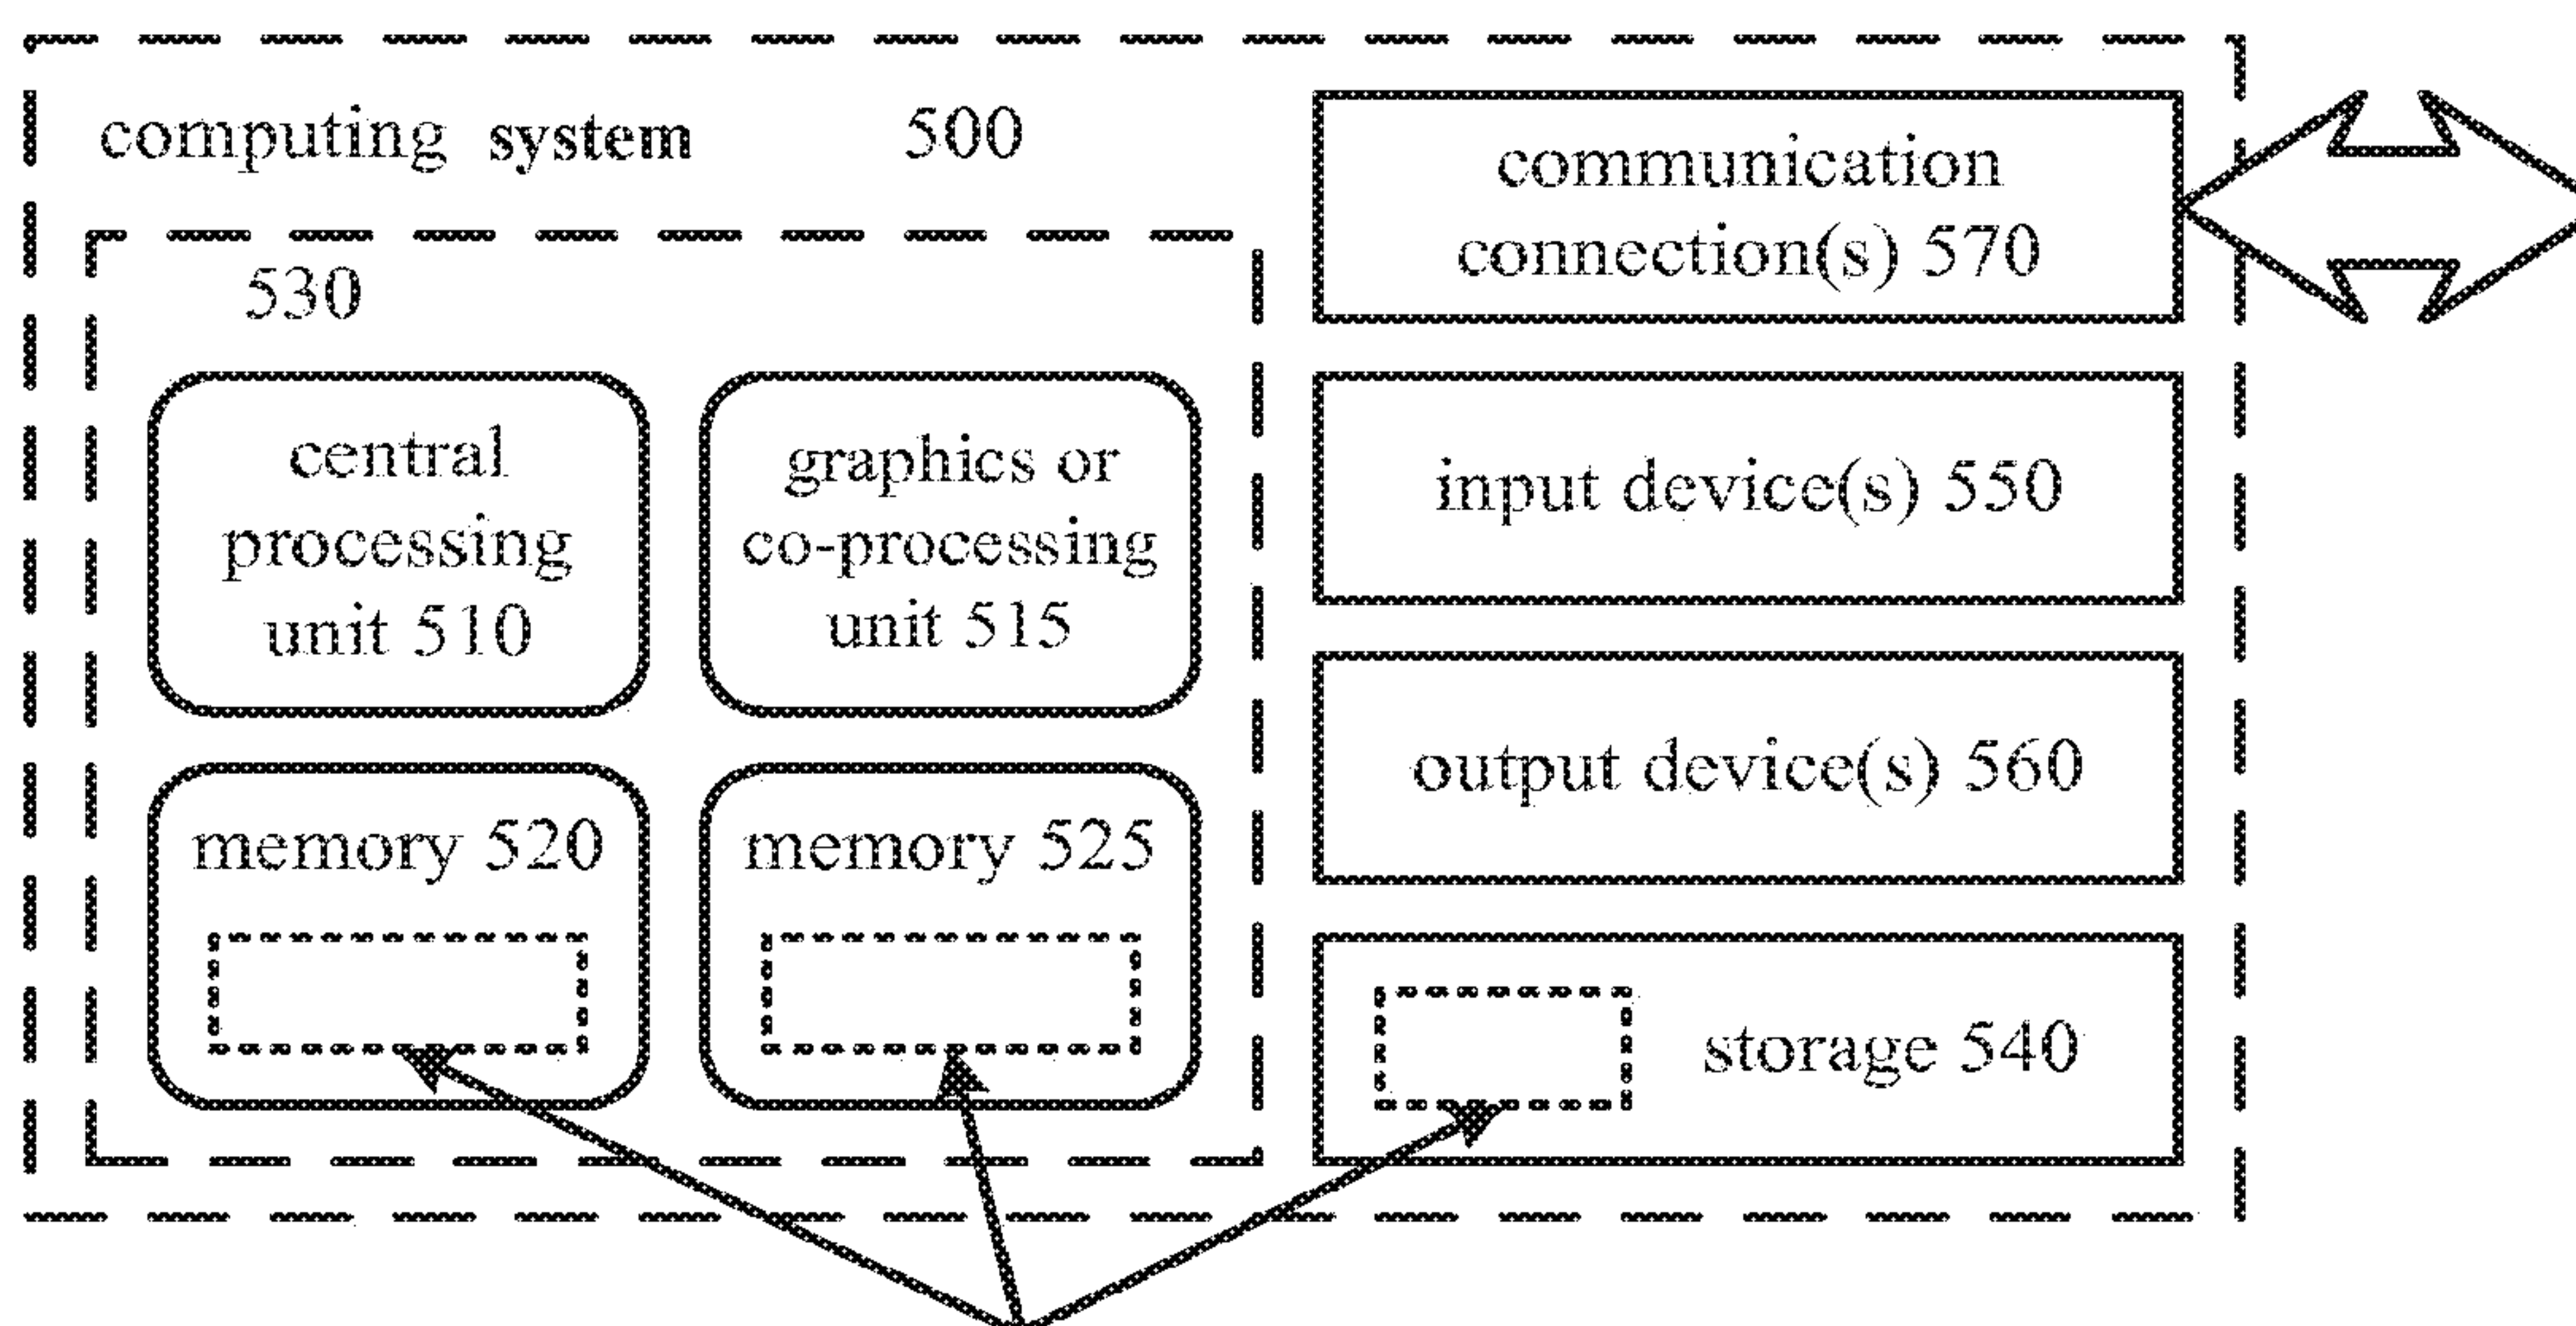 computing system 500
530
central
processing
unit 510
graphics or
co-processing
unit 515
memory 520
memory 525
communication
connection(s) 570
input device(s) 550
output device(s) 560
storage 540